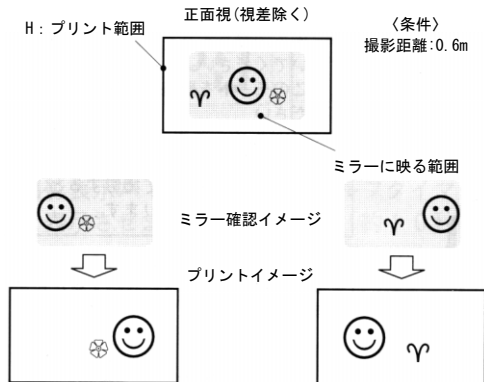 正面視(視差除く)
H：プリント範囲
〈条件〉
撮影距離:0.6m
ミラーに映る範囲
ミラー確認イメージ
プリントイメージ